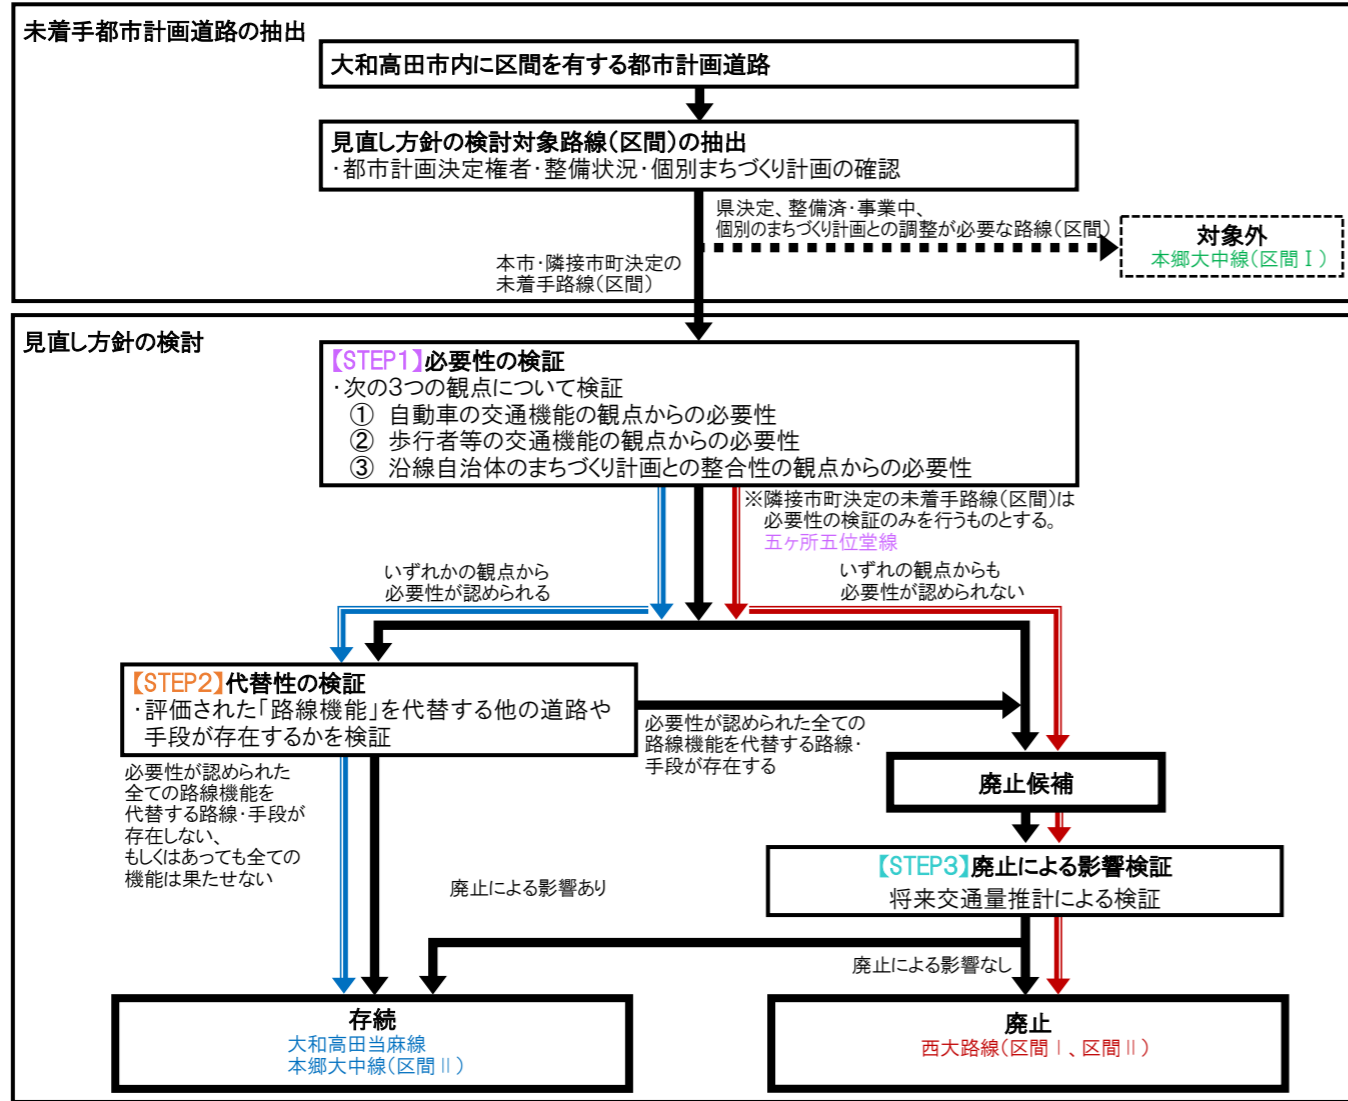 未着手都市計画道路の抽出
大和高田市内に区間を有する都市計画道路
見直し方針の検討対象路線(区間)の抽出
・都市計画決定権者・整備状況・個別まちづくり計画の確認
県決定、整備済・事業中、
個別のまちづくり計画との調整が必要な路線(区間)
対象外
本郷大中線(区間Ⅰ)
本市・隣接市町決定の
未着手路線(区間)
見直し方針の検討
【STEP1】必要性の検証
・次の3つの観点について検証
① 自動車の交通機能の観点からの必要性
② 歩行者等の交通機能の観点からの必要性
③ 沿線自治体のまちづくり計画との整合性の観点からの必要性
※隣接市町決定の未着手路線(区間)は
必要性の検証のみを行うものとする。
五ヶ所五位堂線
いずれかの観点から
必要性が認められる
いずれの観点からも
必要性が認められない
【STEP2】代替性の検証
・評価された「路線機能」を代替する他の道路や
手段が存在するかを検証
必要性が認められた全ての
路線機能を代替する路線・
手段が存在する
必要性が認められた
全ての路線機能を
代替する路線・手段が
存在しない、
もしくはあっても全ての
機能は果たせない
廃止候補
【STEP3】廃止による影響検証
将来交通量推計による検証
廃止による影響あり
廃止による影響なし
存続
大和高田当麻線
本郷大中線(区間Ⅱ)
廃止
西大路線(区間Ⅰ、区間Ⅱ)